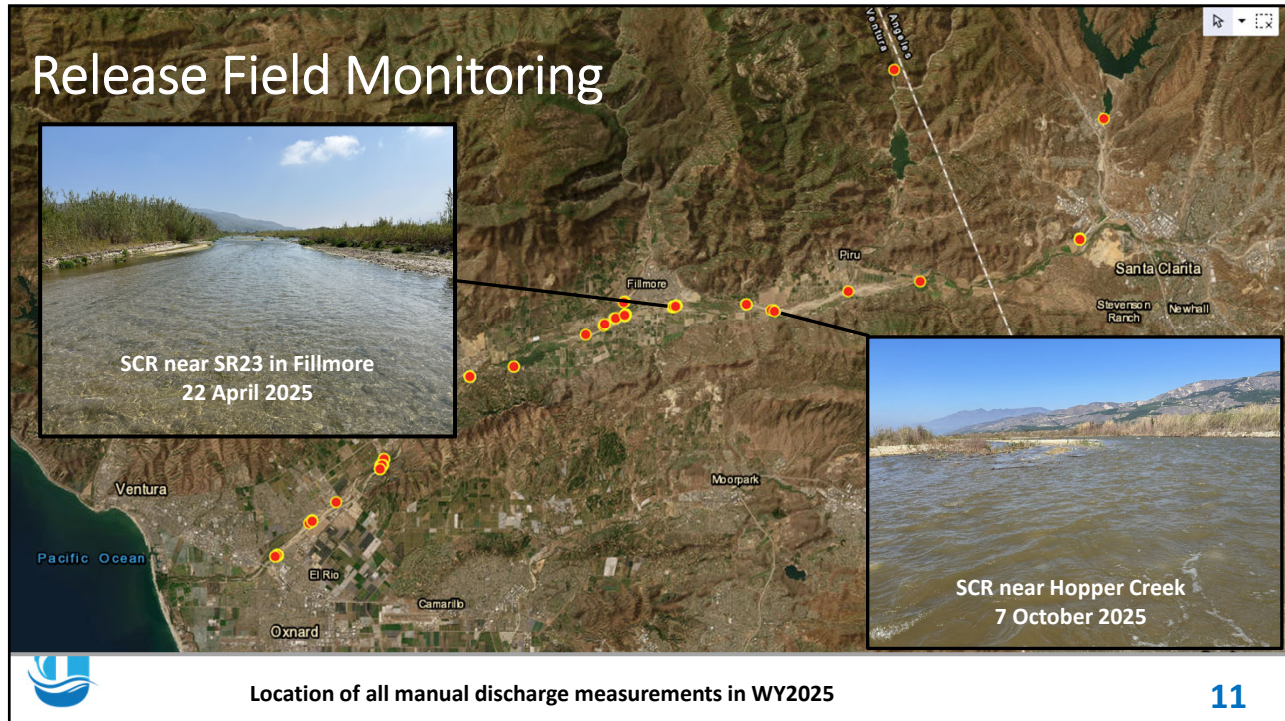 Release Field Monitoring
Angeles
Ventura
SCR near SR23 in Fillmore
22 April 2025
Fillmore
Piru
Santa Clarita
Stevenson
Ranch
Newhall
Moorpark
Ventura
Pacific Ocean
El Rio
Camarillo
Oxnard
SCR near Hopper Creek
7 October 2025
Location of all manual discharge measurements in WY2025
11